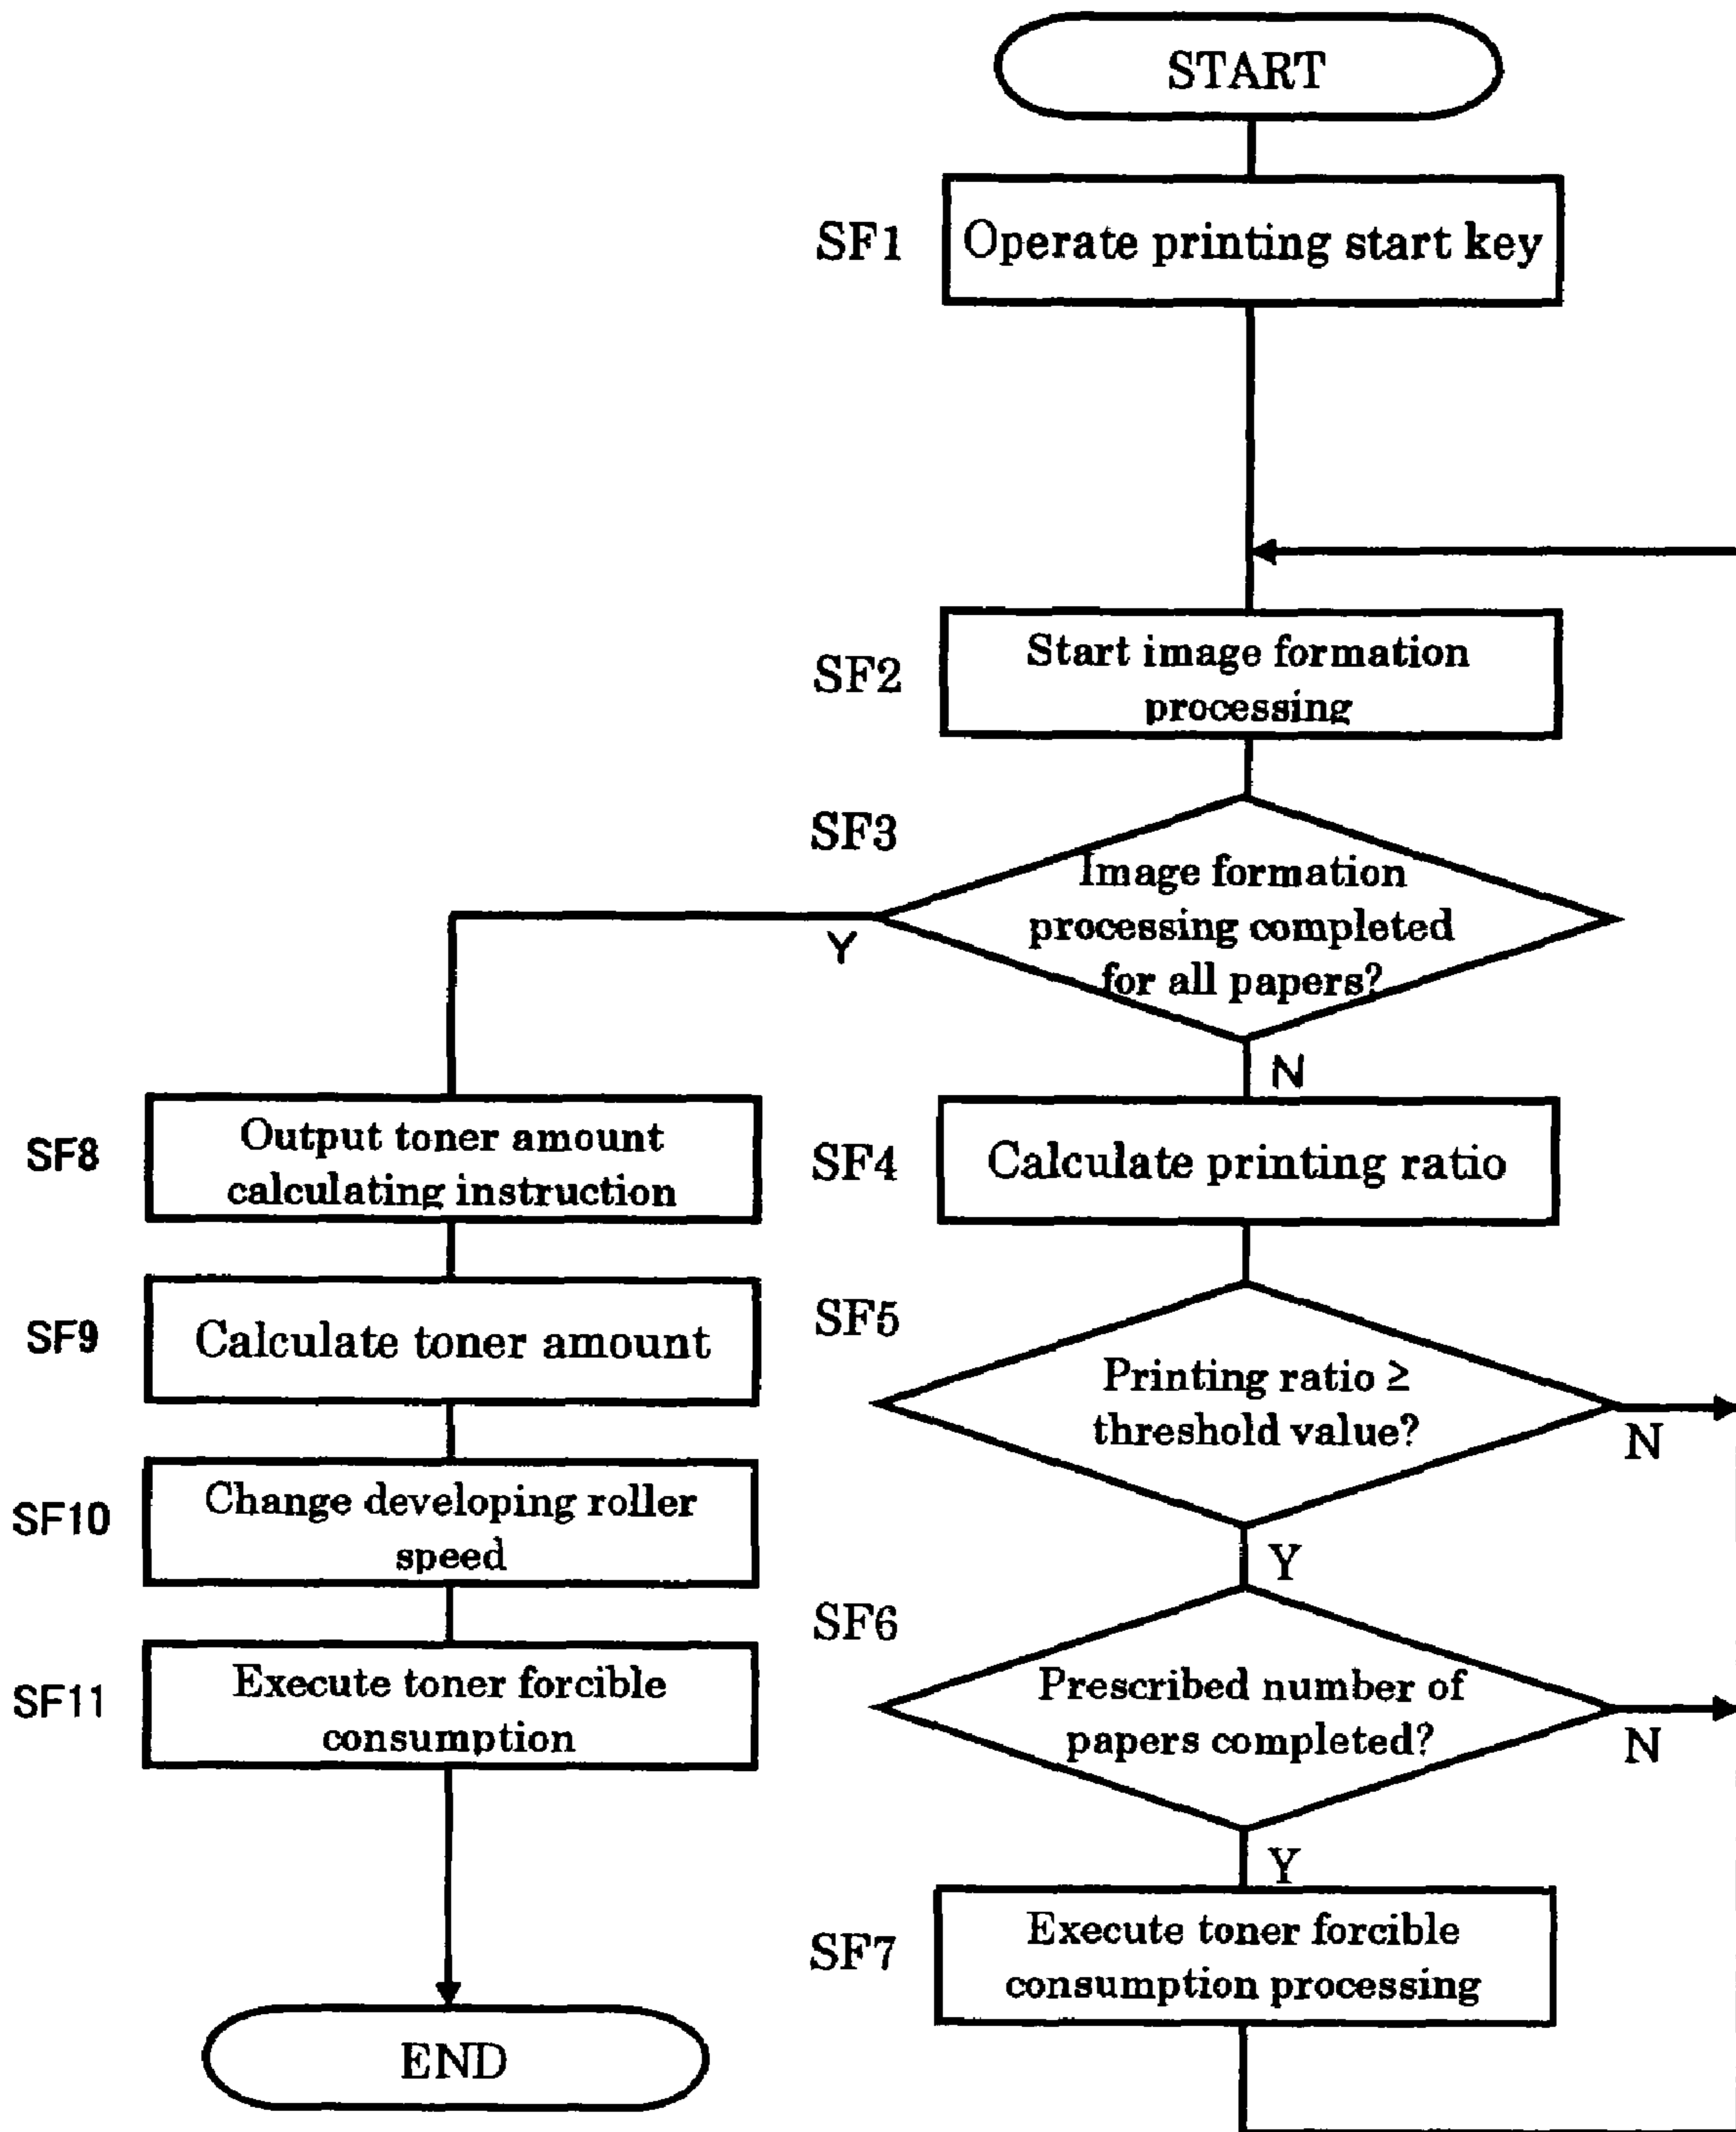 START
SF1
Operate printing start key
SF2
Start image formation
processing
SF3
Image formation
processing completed
for all papers?
Y
N
SF8
Output toner amount
calculating instruction
SF4
Calculate printing ratio
SF9
Calculate toner amount
SF5
Printing ratio ≥
threshold value?
N
Y
SF10
Change developing roller
speed
SF6
Prescribed number of
papers completed?
N
Y
SF11
Execute toner forcible
consumption
SF7
Execute toner forcible
consumption processing
END